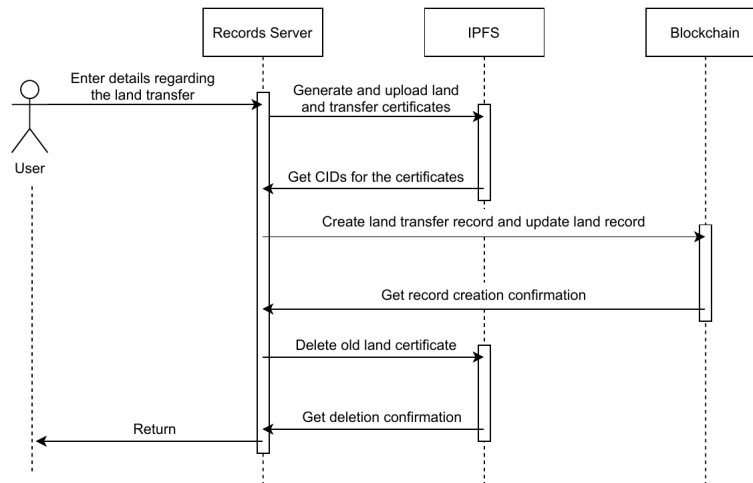 Records Server
IPFS
Blockchain
Enter details regarding
the land transfer
Generate and upload land
and transfer certificates
User
Get CIDs for the certificates
Create land transfer record and update land record
Get record creation confirmation
Delete old land certificate
Get deletion confirmation
Return